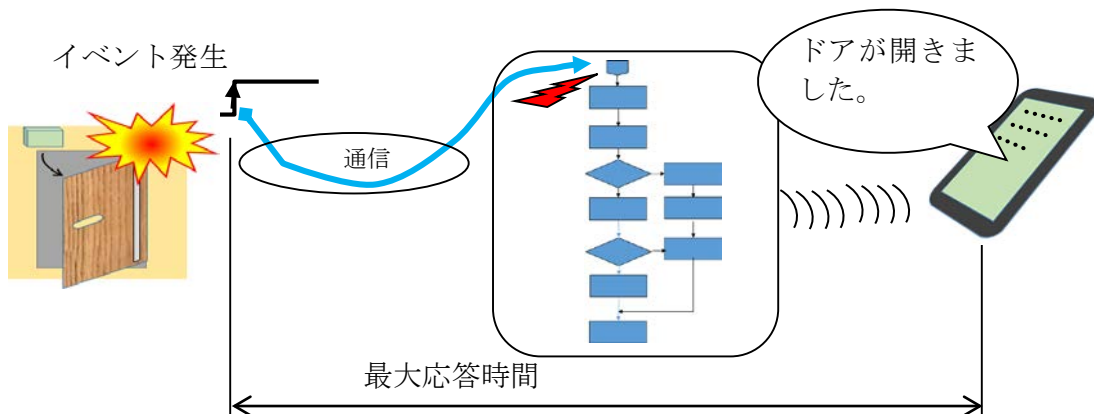 イベント発生
ドアが開きま
した。
通信
最大応答時間